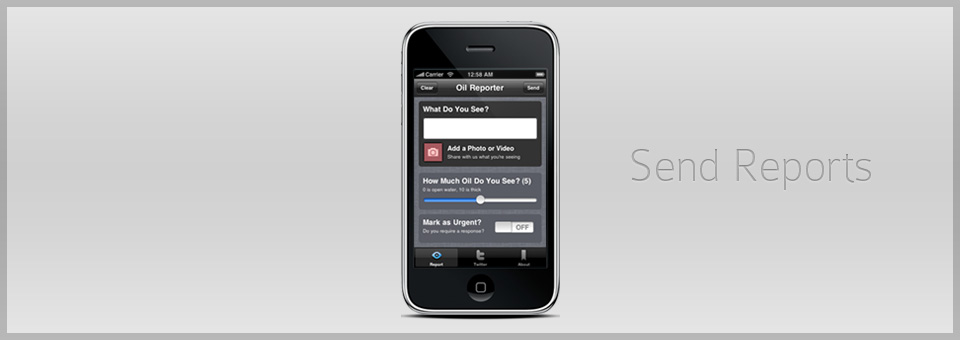 Carrier 12:58 AM
Clear Oil Reporter Send
What Do You See?
Add a Photo or Video
Share with us what you're seeing
How Much Oil Do You See? (5)
0 is open water, 10 is thick
Mark as Urgent?
Do you require a response?
OFF
Report Twitter About
Send Reports